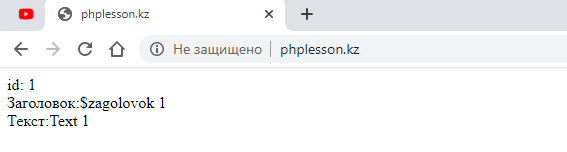 phplesson.kz
Не защищено phplesson.kz
id: 1
Заголовок:$zagolovok 1
Текст:Text 1